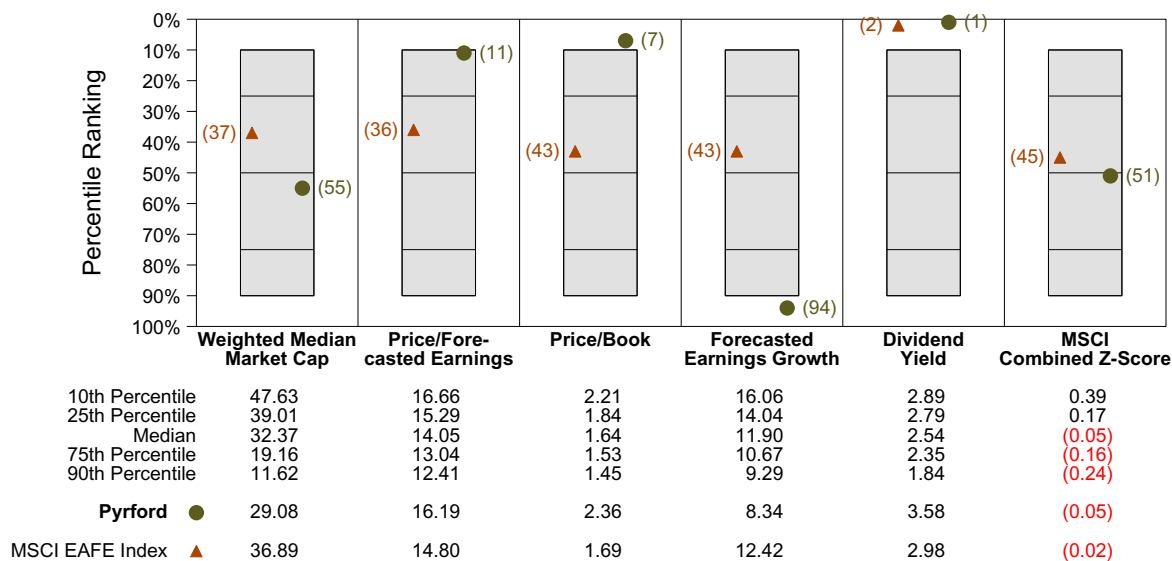 Percentile Ranking
0%
10%
20%
30%
40%
50%
60%
70%
80%
90%
100%
(37)
(55)
(11)
(36)
(7)
(43)
(43)
(94)
(2)
(1)
(45)
(51)
Weighted Median
Market Cap
Price/Fore-
casted Earnings
Price/Book
Forecasted
Earnings Growth
Dividend
Yield
MSCI
Combined Z-Score
10th Percentile 47.63 16.66 2.21 16.06 2.89 0.39
25th Percentile 39.01 15.29 1.84 14.04 2.79 0.17
Median 32.37 14.05 1.64 11.90 2.54 (0.05)
75th Percentile 19.16 13.04 1.53 10.67 2.35 (0.16)
90th Percentile 11.62 12.41 1.45 9.29 1.84 (0.24)
Pyrford 29.08 16.19 2.36 8.34 3.58 (0.05)
MSCI EAFE Index 36.89 14.80 1.69 12.42 2.98 (0.02)